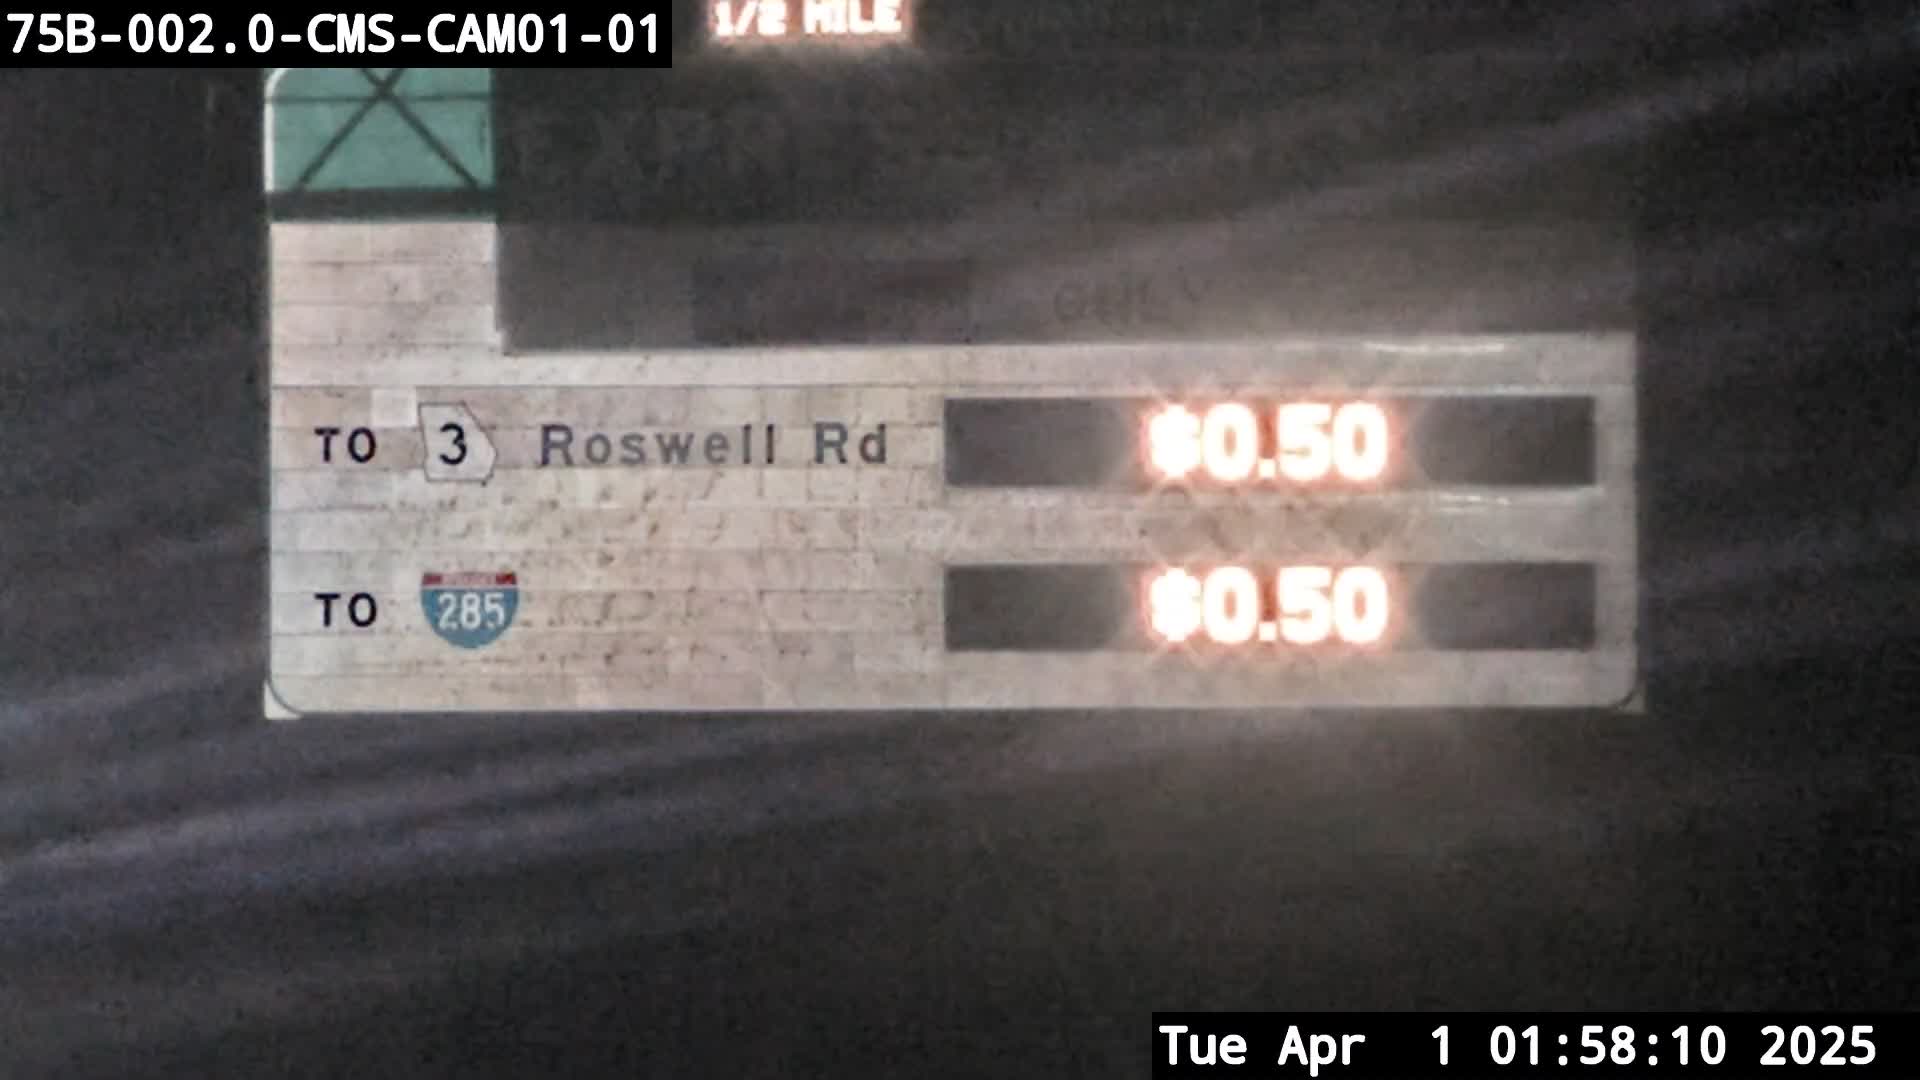 75B-002.0-CMS-CAM01-01
1/2 MILE
TO 3 Roswell Rd $0.50
TO 285 $0.50
Tue Apr 1 01:58:10 2025